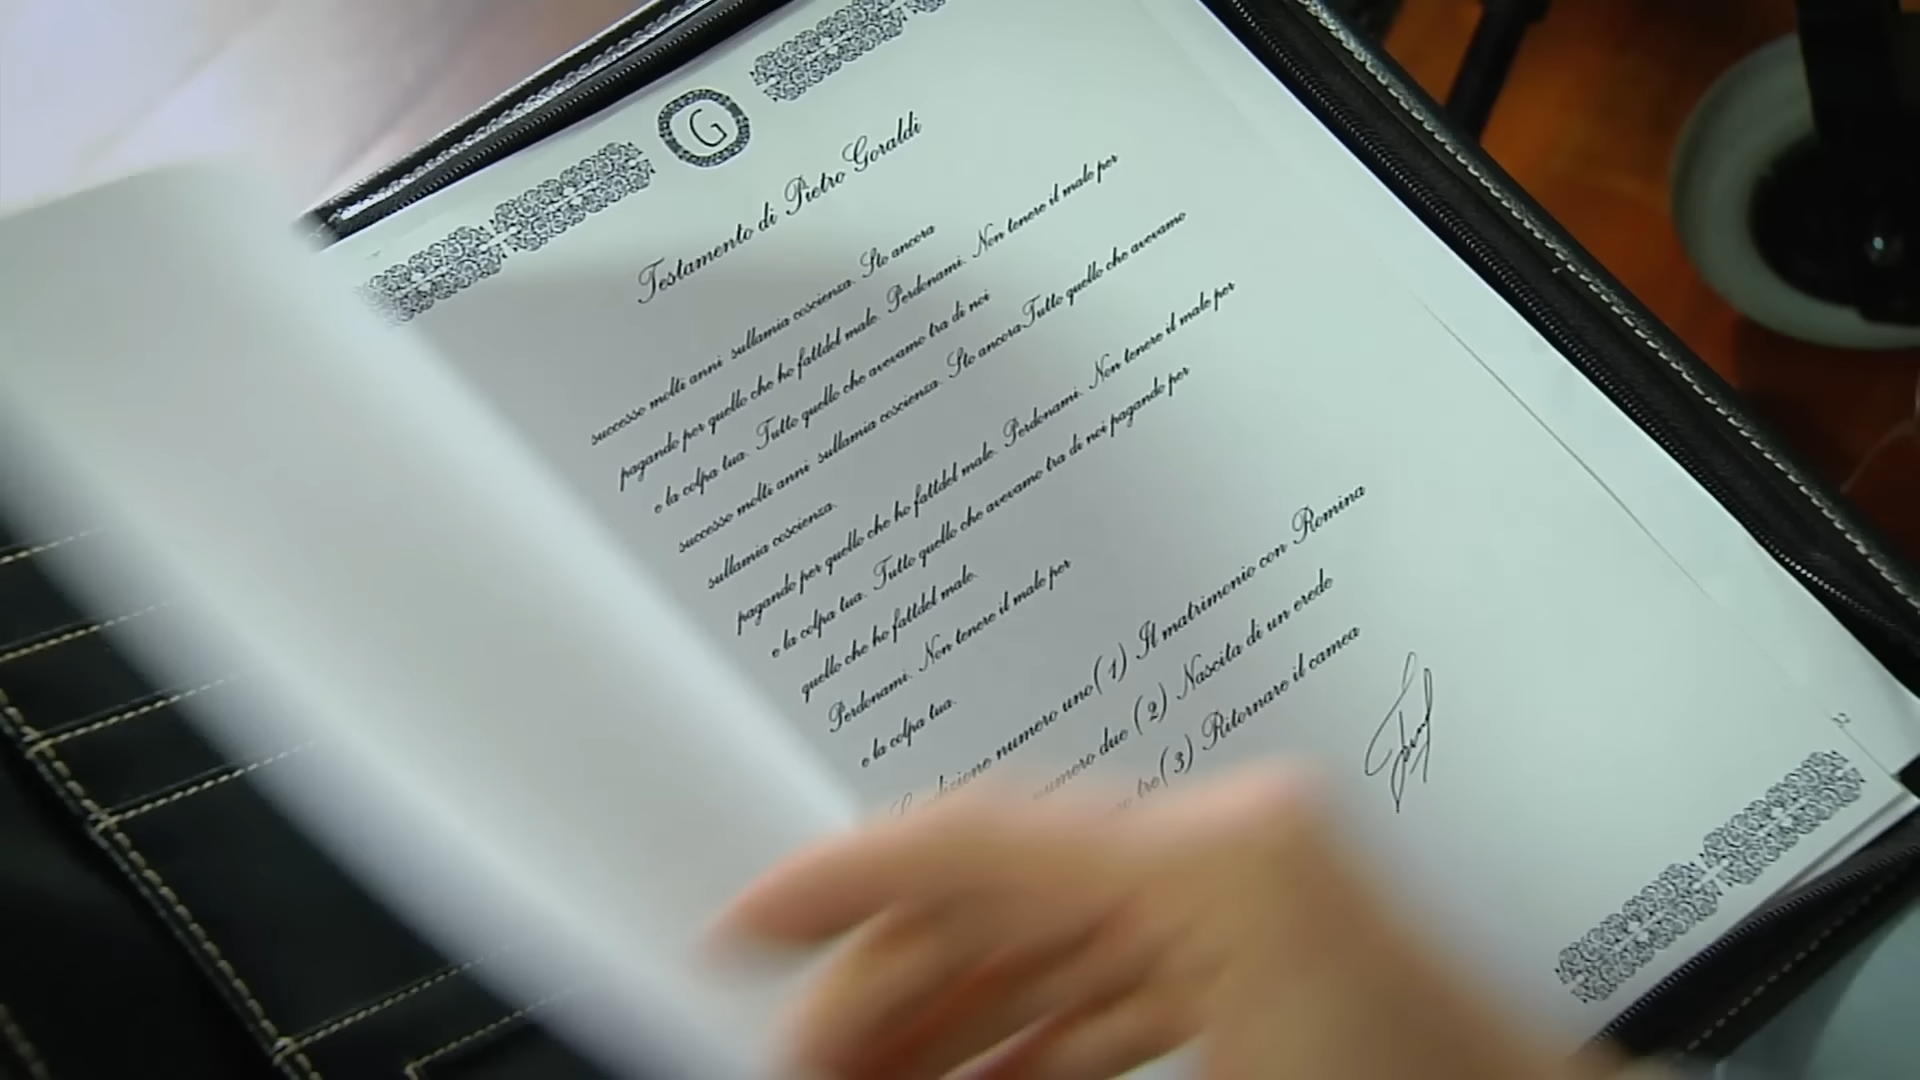 G
Testamento di Pietro Goraldi
successo molti anni sullamia coscienza. Sto ancora
pagando per quello che ho fattdel male. Perdonami. Non tenere il male per
e la colpa tua. Tutto quello che avevamo tra di noi
successo molti anni sullamia coscienza. Sto ancoraTutto quello che avevamo
sullamia coscienza.
pagando per quello che ho fattdel male. Perdonami. Non tenere il male per
e la colpa tua. Tutto quello che avevamo tra di noi pagando per
quello che ho fattdel male.
Perdonami. Non tenere il male per
e la colpa tua.
numero uno(1) Il matrimonio con Romina
numero due (2) Nascita di un erede
tre(3) Ritornare il camea